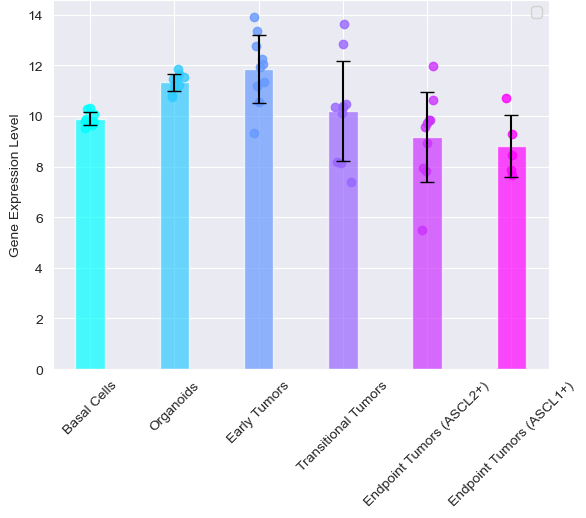 Gene Expression Level
14
12
10
8
6
4
2
0
Basal Cells
Organoids
Early Tumors
Transitional Tumors
Endpoint Tumors (ASCL2+)
Endpoint Tumors (ASCL1+)